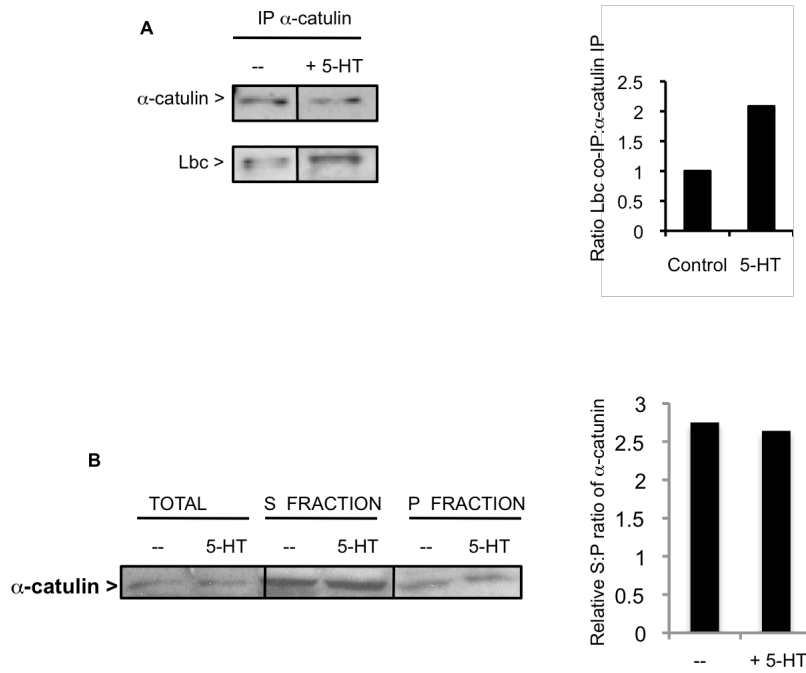 A
IP α-catulin
-- + 5-HT
α-catulin >
Lbc >
Ratio Lbc co-IP:α-catulin IP
2.5
2
1.5
1
0.5
0
Control 5-HT
B
TOTAL S FRACTION P FRACTION
-- 5-HT -- 5-HT -- 5-HT
α-catulin >
Relative S:P ratio of α-catunin
3
2.5
2
1.5
1
0.5
0
-- + 5-HT